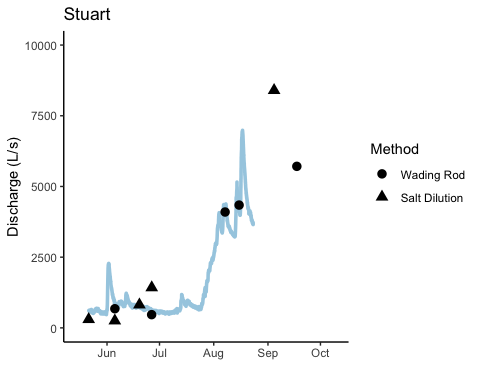 Stuart
10000
7500
5000
2500
0
Discharge (L/s)
Jun Jul Aug Sep Oct
Method
Wading Rod
Salt Dilution